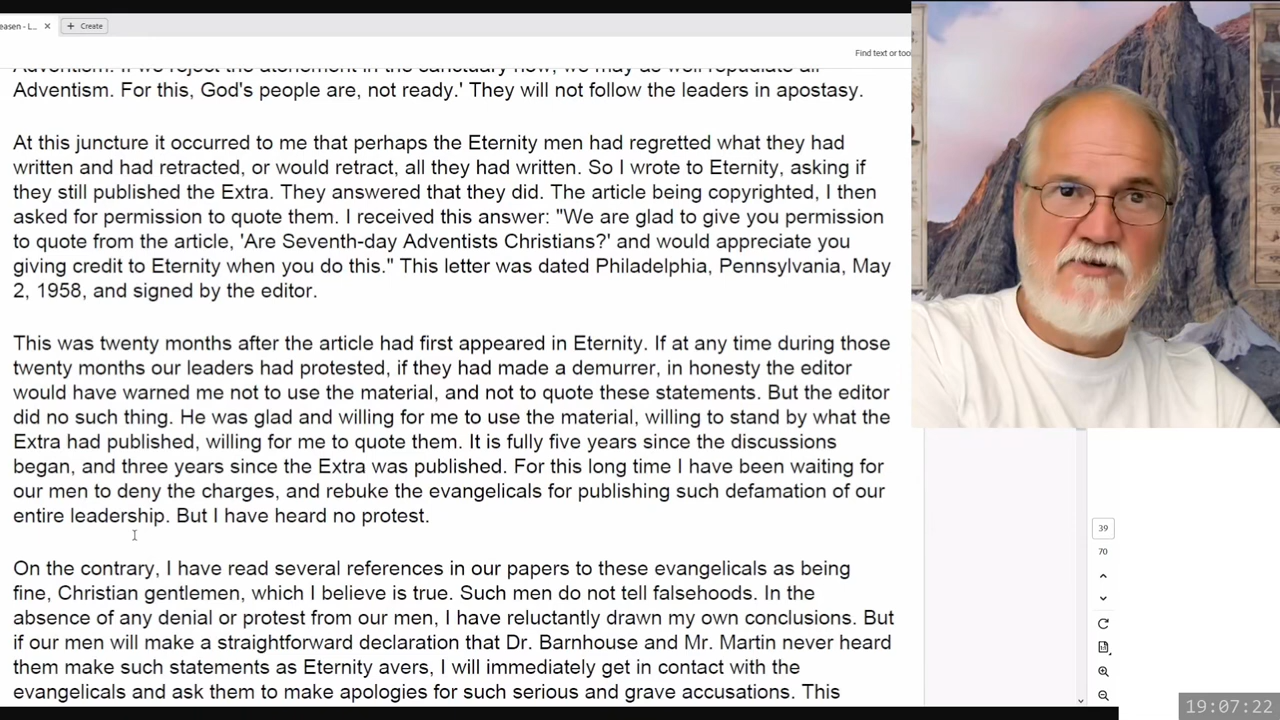 easen - L...
Create
Find text or too
Adventism. If we reject the atonement in the sanctuary now, we may as well repudiate all
Adventism. For this, God's people are, not ready.' They will not follow the leaders in apostasy.
At this juncture it occurred to me that perhaps the Eternity men had regretted what they had
written and had retracted, or would retract, all they had written. So I wrote to Eternity, asking if
they still published the Extra. They answered that they did. The article being copyrighted, I then
asked for permission to quote them. I received this answer: "We are glad to give you permission
to quote from the article, 'Are Seventh-day Adventists Christians?' and would appreciate you
giving credit to Eternity when you do this." This letter was dated Philadelphia, Pennsylvania, May
2, 1958, and signed by the editor.
This was twenty months after the article had first appeared in Eternity. If at any time during those
twenty months our leaders had protested, if they had made a demurrer, in honesty the editor
would have warned me not to use the material, and not to quote these statements. But the editor
did no such thing. He was glad and willing for me to use the material, willing to stand by what the
Extra had published, willing for me to quote them. It is fully five years since the discussions
began, and three years since the Extra was published. For this long time I have been waiting for
our men to deny the charges, and rebuke the evangelicals for publishing such defamation of our
entire leadership. But I have heard no protest.
On the contrary, I have read several references in our papers to these evangelicals as being
fine, Christian gentlemen, which I believe is true. Such men do not tell falsehoods. In the
absence of any denial or protest from our men, I have reluctantly drawn my own conclusions. But
if our men will make a straightforward declaration that Dr. Barnhouse and Mr. Martin never heard
them make such statements as Eternity avers, I will immediately get in contact with the
evangelicals and ask them to make apologies for such serious and grave accusations. This
39
70
19:07:22